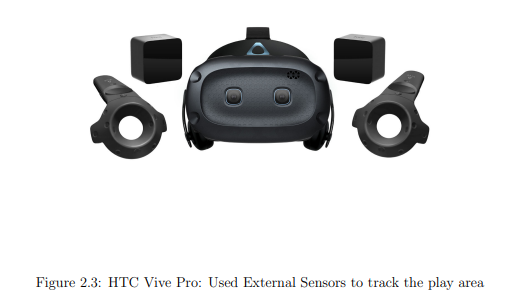 Figure 2.3: HTC Vive Pro: Used External Sensors to track the play area